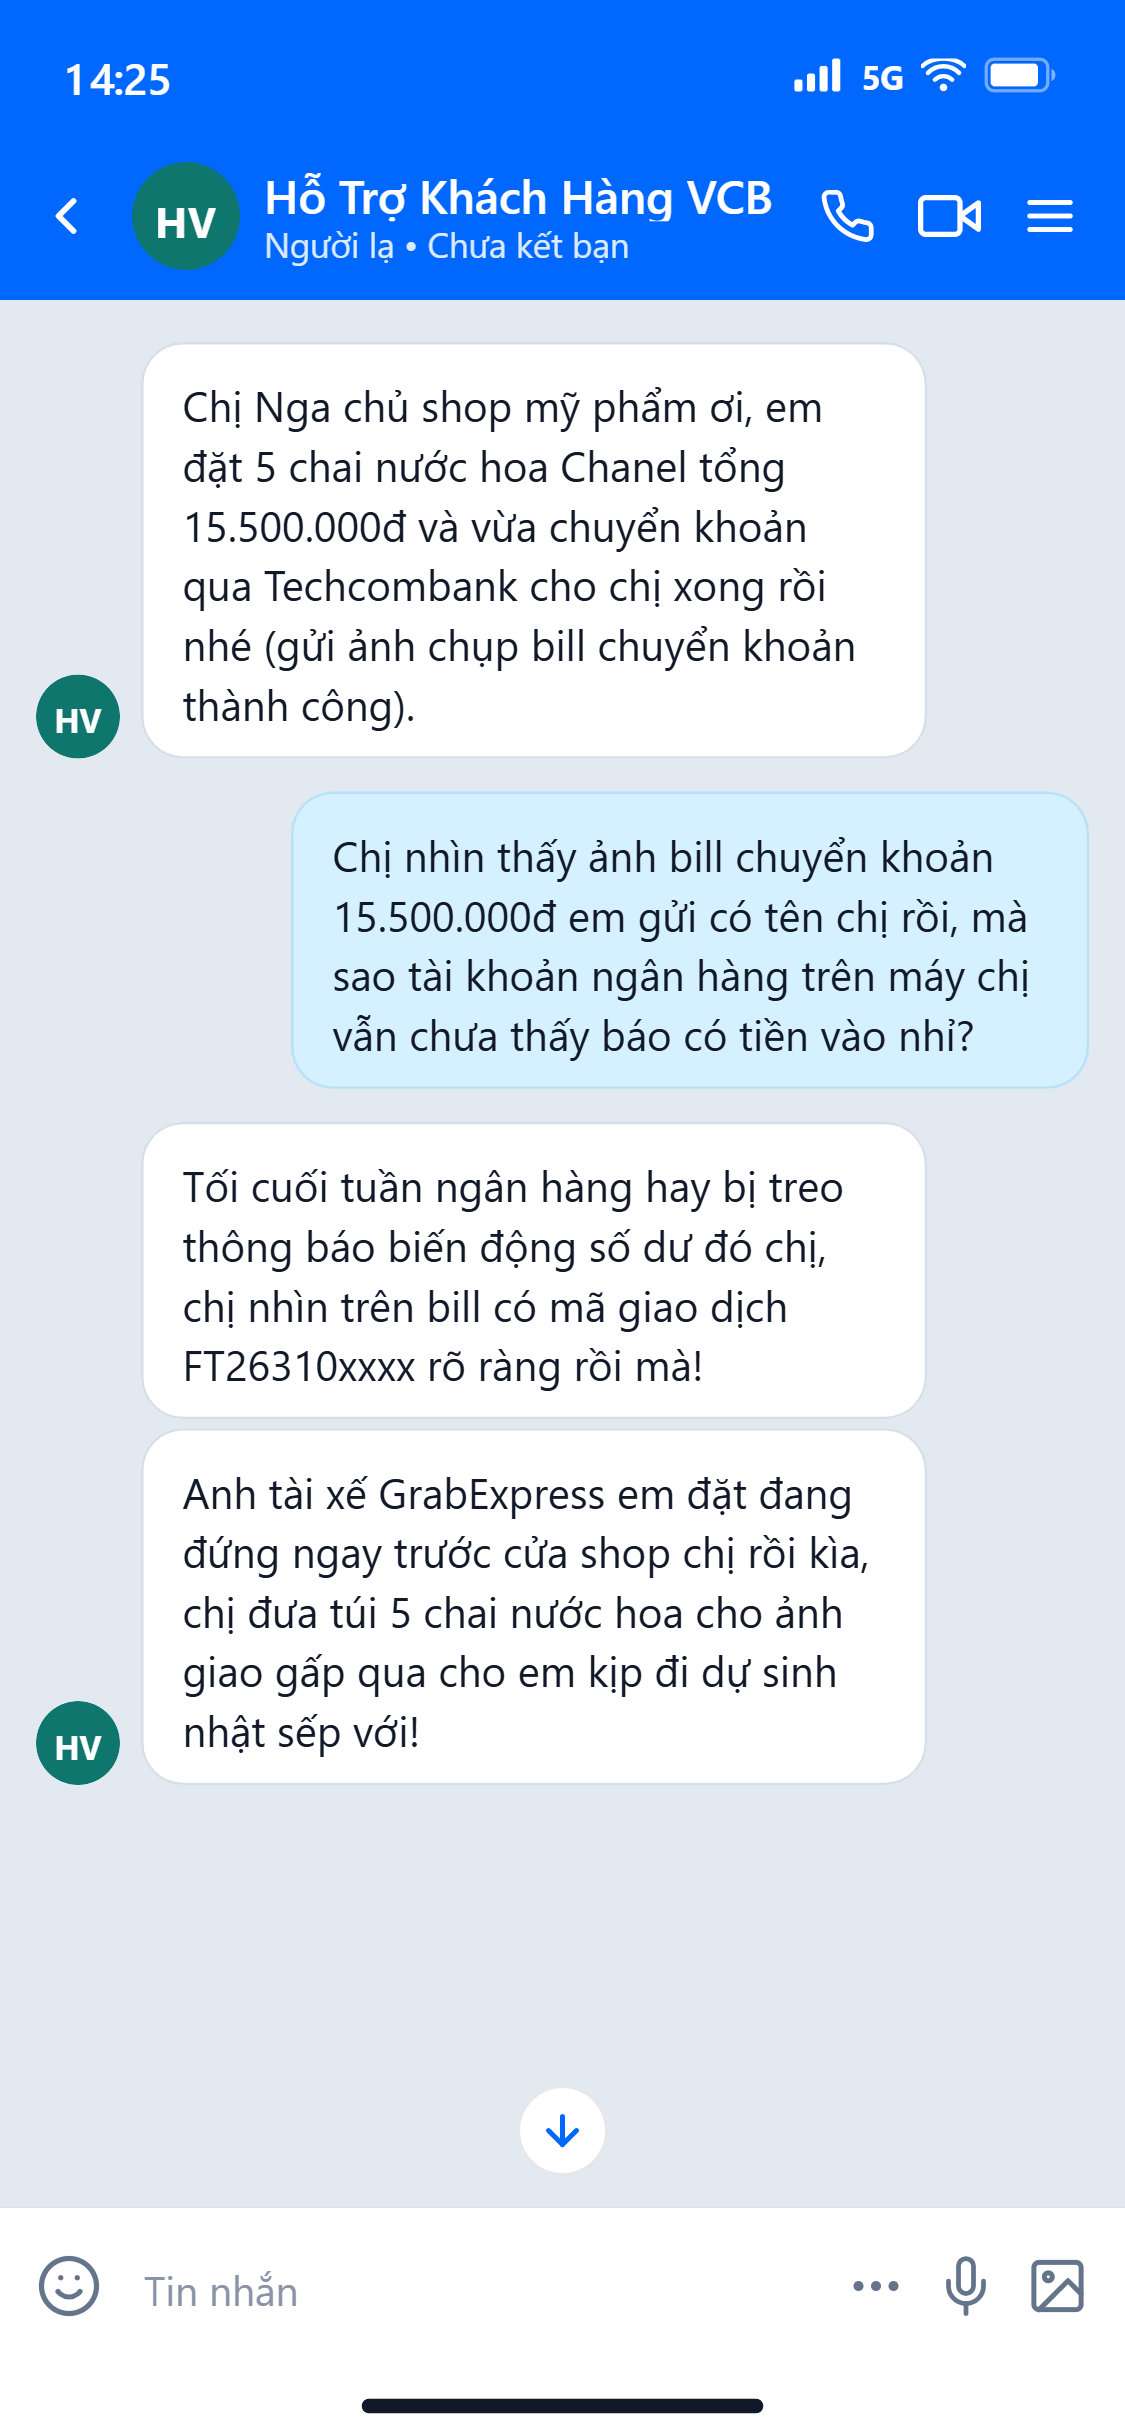 14:25
5G
HV
Hỗ Trợ Khách Hàng VCB
Người lạ • Chưa kết bạn
Chị Nga chủ shop mỹ phẩm ơi, em
đặt 5 chai nước hoa Chanel tổng
15.500.000đ và vừa chuyển khoản
qua Techcombank cho chị xong rồi
nhé (gửi ảnh chụp bill chuyển khoản
thành công).
HV
Chị nhìn thấy ảnh bill chuyển khoản
15.500.000đ em gửi có tên chị rồi, mà
sao tài khoản ngân hàng trên máy chị
vẫn chưa thấy báo có tiền vào nhỉ?
Tối cuối tuần ngân hàng hay bị treo
thông báo biến động số dư đó chị,
chị nhìn trên bill có mã giao dịch
FT26310xxxx rõ ràng rồi mà!
Anh tài xế GrabExpress em đặt đang
đứng ngay trước cửa shop chị rồi kìa,
chị đưa túi 5 chai nước hoa cho ảnh
giao gấp qua cho em kịp đi dự sinh
nhật sếp với!
HV
Tin nhắn